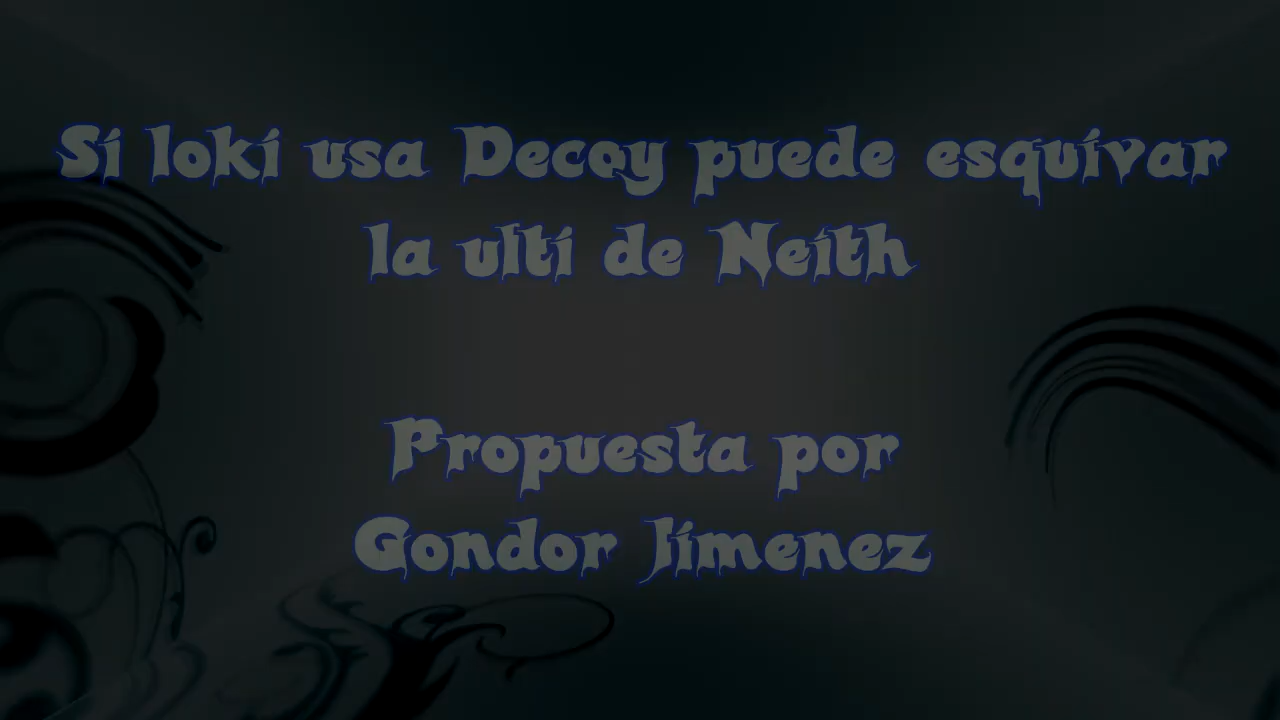 Si loki usa Decoy puede esquivar
la ulti de Neith
Propuesta por
Gondor Jimenez